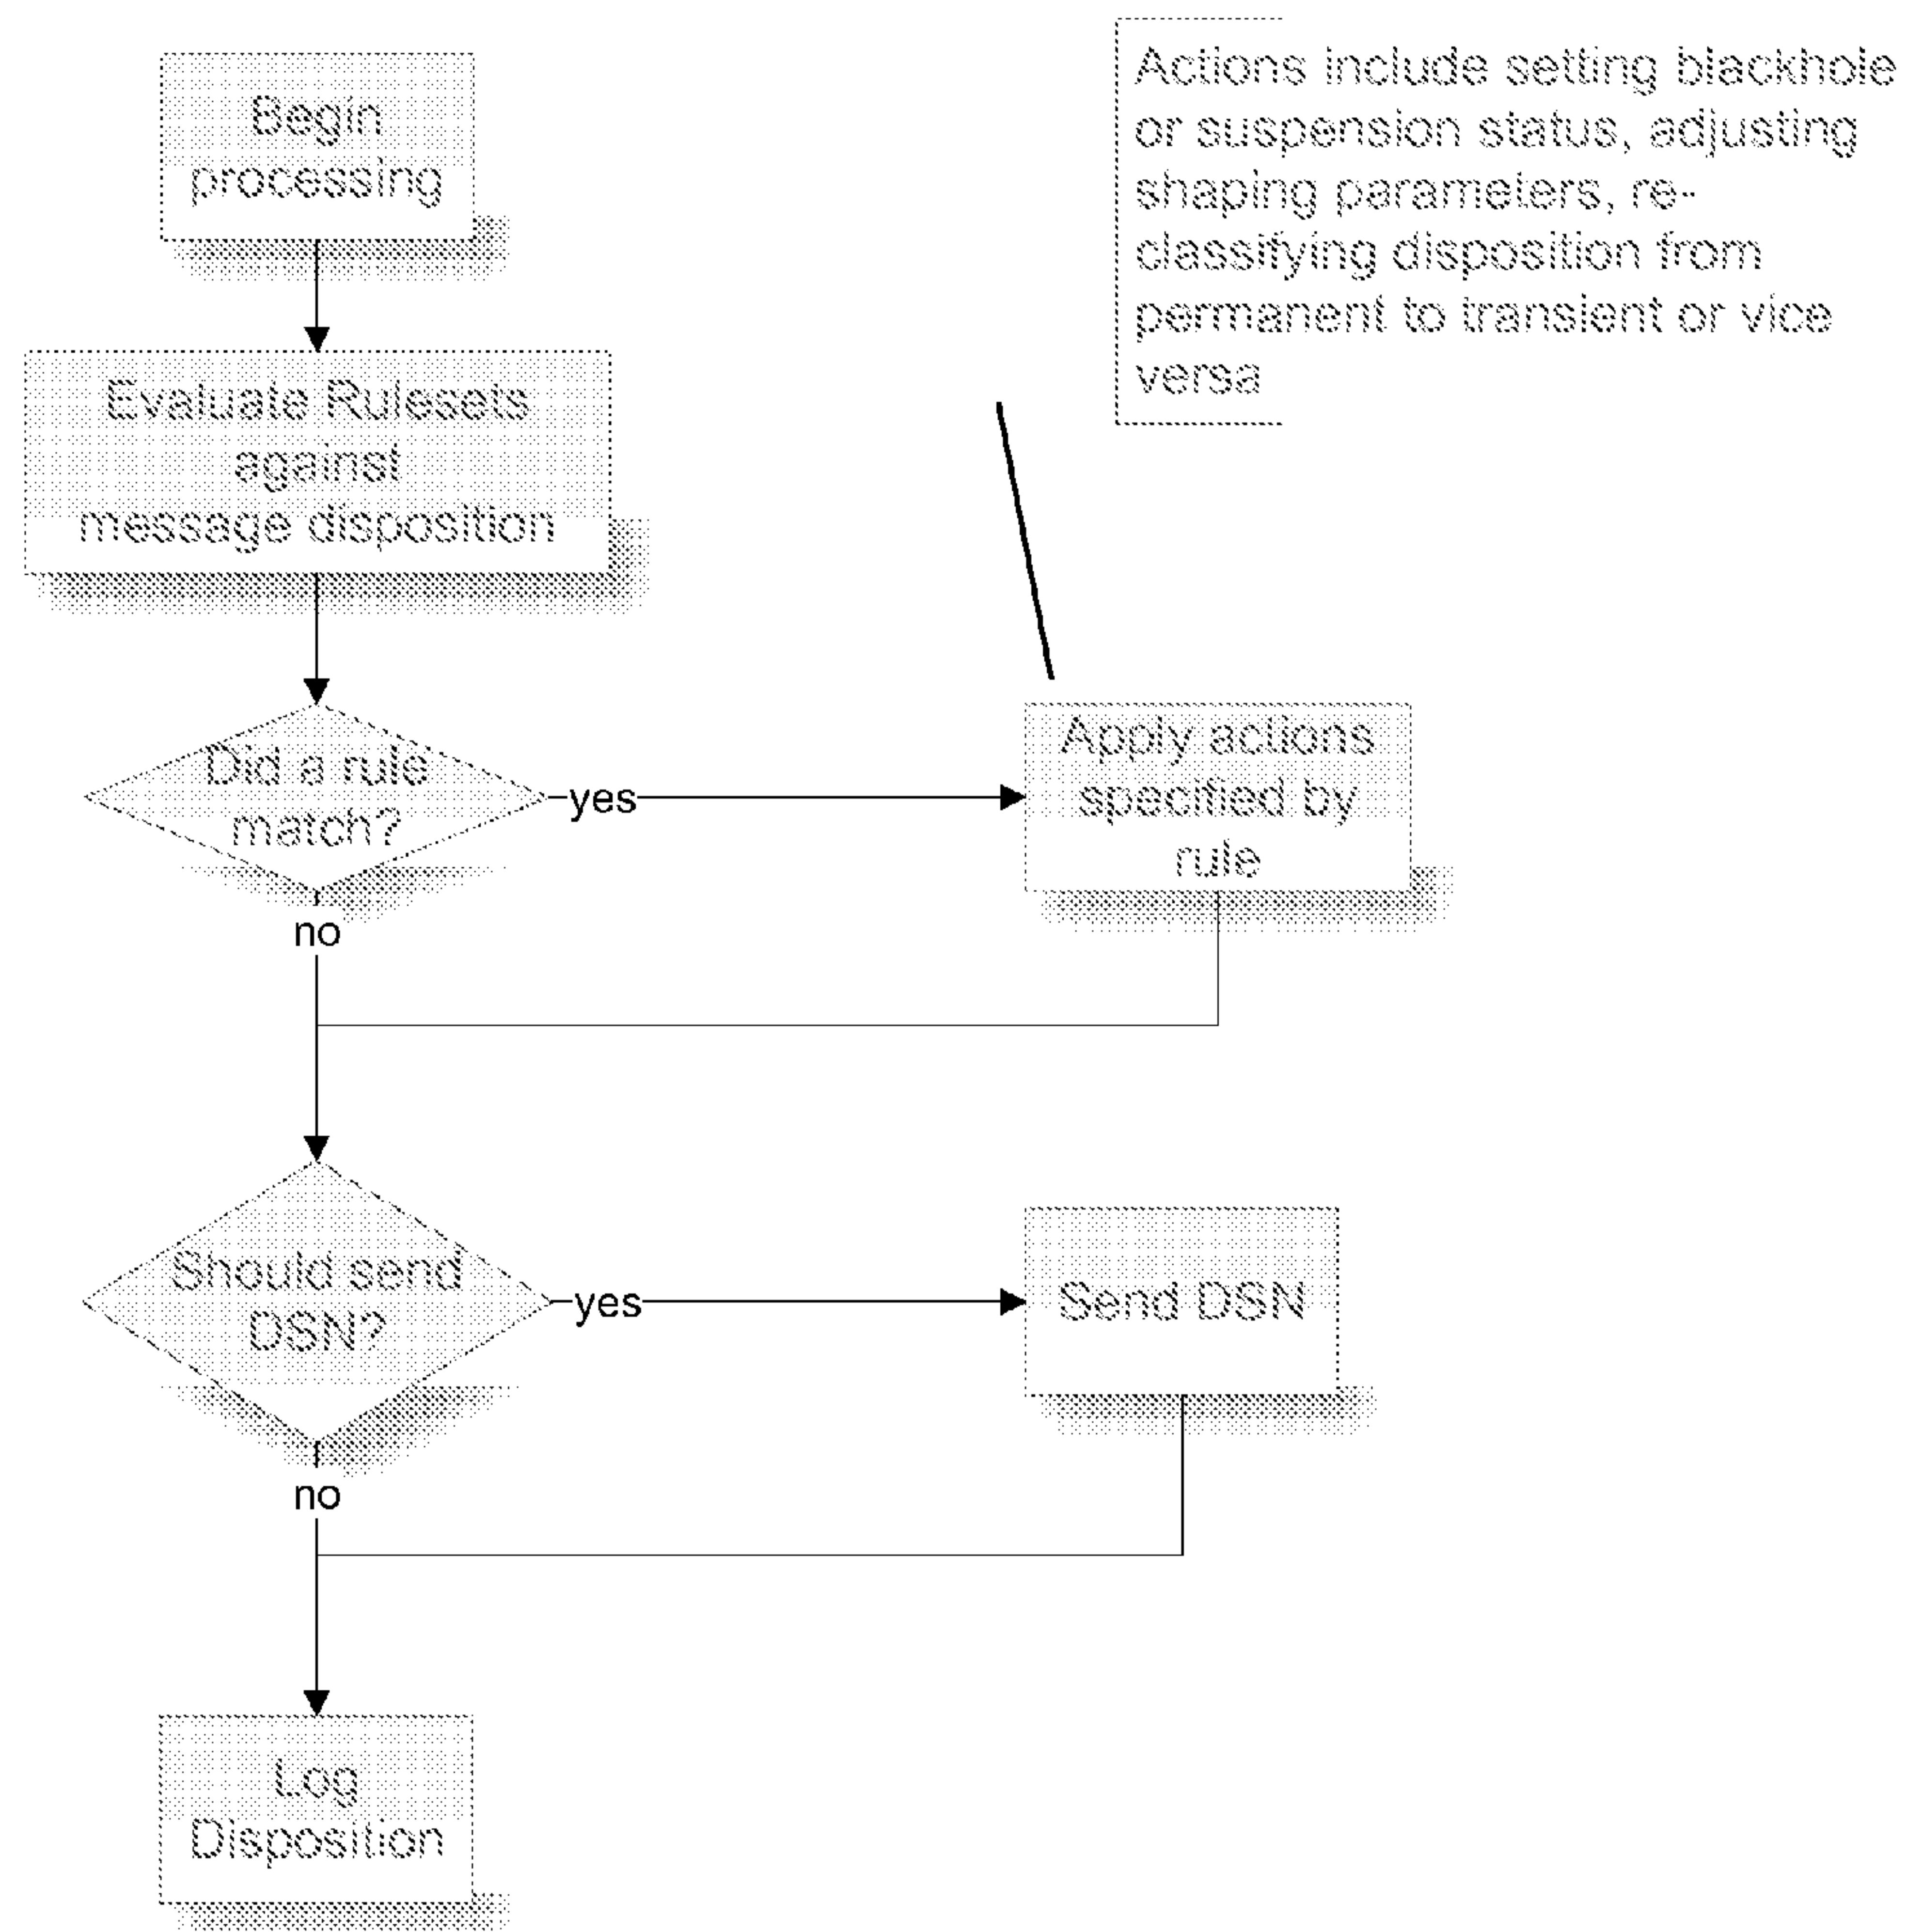 Begin
processing
Actions include setting blackhole
or suspension status, adjusting
shaping parameters, re-
classifying disposition from
permanent to transient or vice
versa
Evaluate Rulesets
against
message disposition
Did a rule
match?
yes
Apply actions
specified by
rule
no
Should send
DSN?
yes
Send DSN
no
Log
Disposition